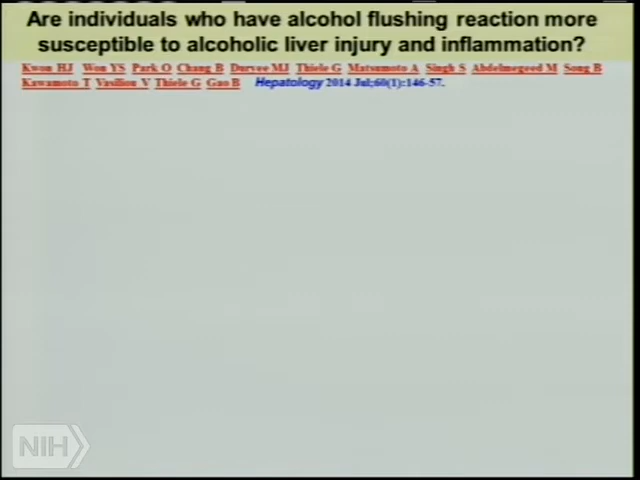 Are individuals who have alcohol flushing reaction more
susceptible to alcoholic liver injury and inflammation?
Kwon HJ Won YS Park O Chang B Duryee MJ Thiele G Matsumoto A Singh S Abdelmegeed M Song B
Kawamoto T Vasiliou V Thiele G Gao B Hepatology 2014 Jul;60(1):146-57.
NIH